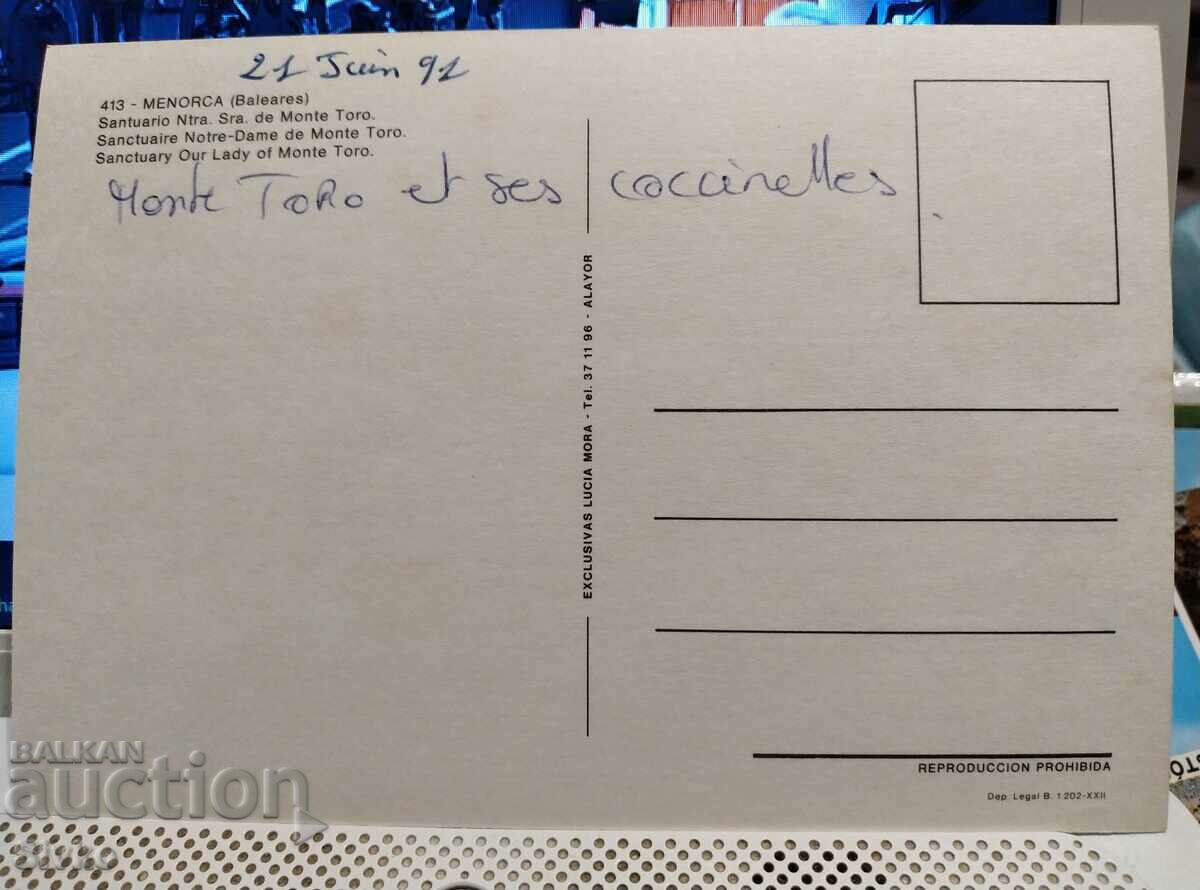 21 Juin 91
413 - MENORCA (Baleares)
Santuario Ntra. Sra. de Monte Toro.
Sanctuaire Notre-Dame de Monte Toro.
Sanctuary Our Lady of Monte Toro.
Monte TORO et ses coccinelles.
EXCLUSIVAS LUCIA MORA - Tel. 37 11 96 - ALAYOR
REPRODUCCION PROHIBIDA
Dep. Legal B. 1.202-XXII
BALKAN
auction
slvko
STÓ